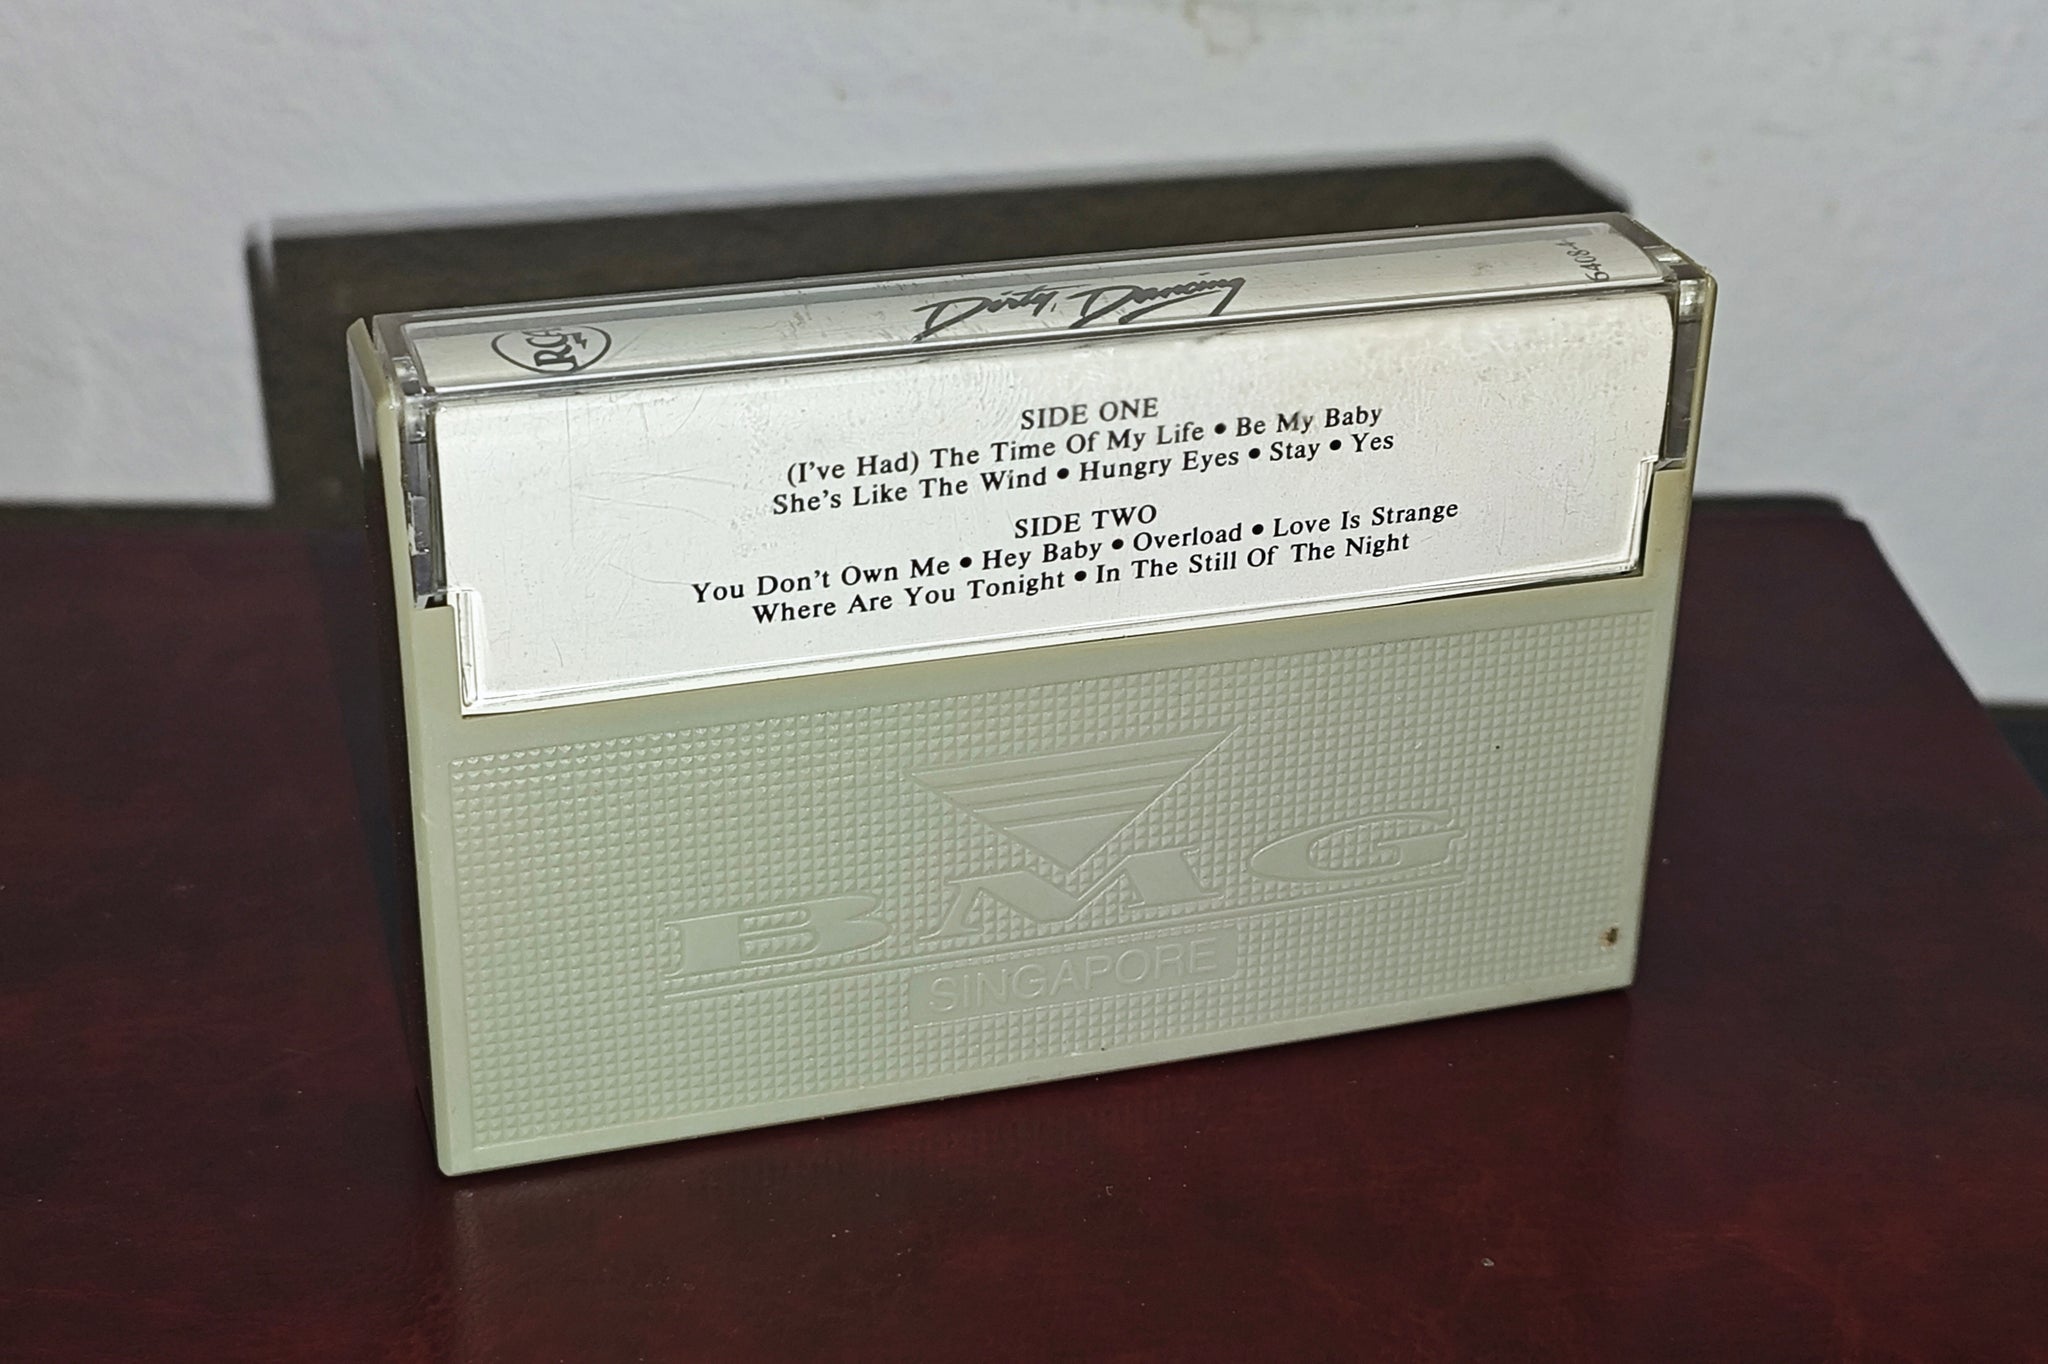 RCA
Dirty Dancing
6408-4
SIDE ONE
(I've Had) The Time Of My Life • Be My Baby
She's Like The Wind • Hungry Eyes • Stay • Yes
SIDE TWO
You Don't Own Me • Hey Baby • Overload • Love Is Strange
Where Are You Tonight • In The Still Of The Night
BMG
SINGAPORE